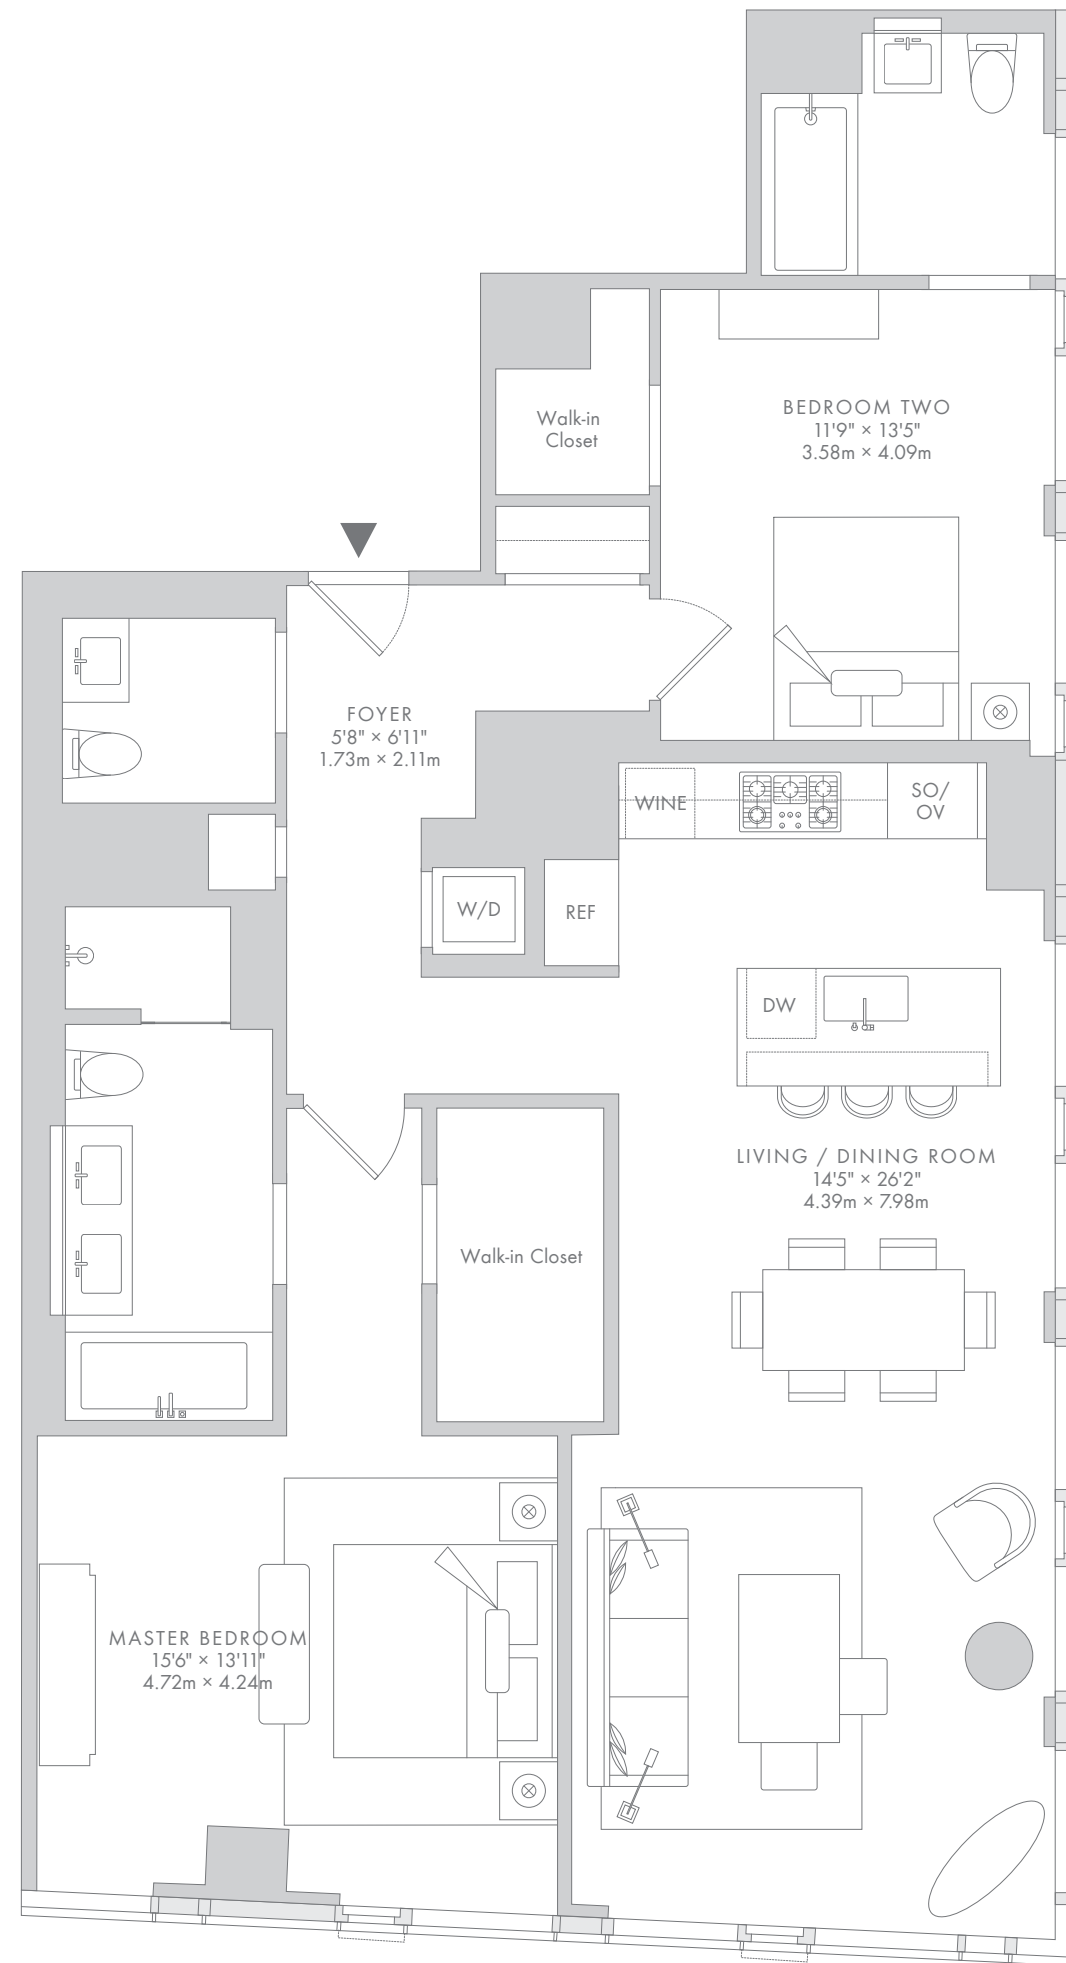 Walk-in
Closet
BEDROOM TWO
11'9" × 13'5"
3.58m × 4.09m
FOYER
5'8" × 6'11"
1.73m × 2.11m
WINE
SO/
OV
W/D
REF
DW
LIVING / DINING ROOM
14'5" × 26'2"
4.39m × 7.98m
Walk-in Closet
MASTER BEDROOM
15'6" × 13'11"
4.72m × 4.24m